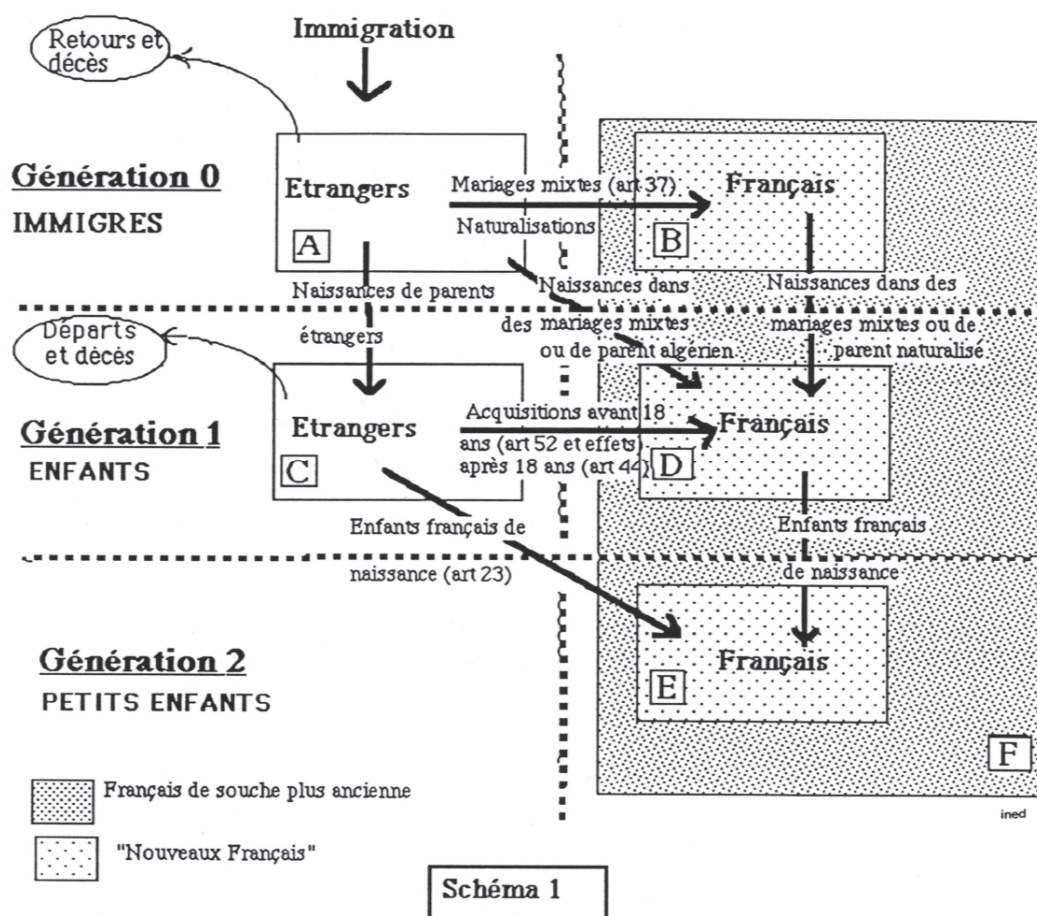 Immigration
Retours et
décès
Génération 0
IMMIGRES
Etrangers
A
Mariages mixtes (art 37)
Naturalisations
Français
B
Naissances de parents
étrangers
Naissances dans
des mariages mixtes
ou de parent algérien
Naissances dans des
mariages mixtes ou de
parent naturalisé
Départs
et décès
Génération 1
ENFANTS
Etrangers
C
Acquisitions avant 18
ans (art 52 et effets)
après 18 ans (art 44)
Français
D
Enfants français de
naissance (art 23)
Enfants français
de naissance
Génération 2
PETITS ENFANTS
Français
E
F
Français de souche plus ancienne
"Nouveaux Français"
ined
Schéma 1